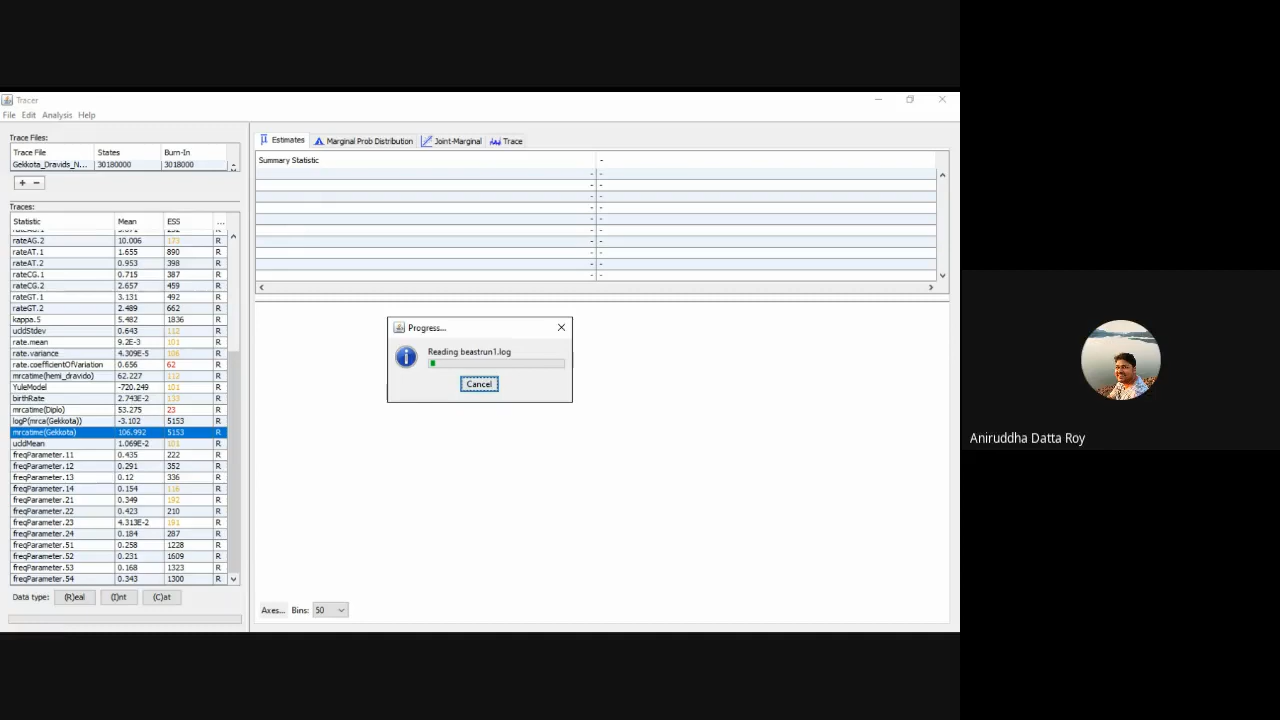 Tracer
File Edit Analysis Help
Trace Files:
Trace File States Burn-In
Gekkota_Dravids_N... 30180000 3018000
+ -
Traces:
Statistic Mean ESS ...
rateAG.2 10.006 173 R
rateAT.1 1.655 890 R
rateAT.2 0.953 398 R
rateCG.1 0.715 387 R
rateCG.2 2.657 459 R
rateGT.1 3.131 492 R
rateGT.2 2.489 662 R
kappa.5 5.482 1836 R
ucldStdev 0.643 112 R
rate.mean 9.2E-3 101 R
rate.variance 4.309E-5 106 R
rate.coefficientOfVariation 0.656 62 R
mrcatime(hemi_dravido) 62.227 112 R
YuleModel -720.249 101 R
birthRate 2.743E-2 133 R
mrcatime(Diplo) 53.275 23 R
logP(mrca(Gekkota)) -3.102 5153 R
mrcatime(Gekkota) 106.992 5153 R
ucldMean 1.069E-2 101 R
freqParameter.11 0.435 222 R
freqParameter.12 0.291 352 R
freqParameter.13 0.12 336 R
freqParameter.14 0.154 116 R
freqParameter.21 0.349 192 R
freqParameter.22 0.423 210 R
freqParameter.23 4.313E-2 191 R
freqParameter.24 0.184 287 R
freqParameter.51 0.258 1228 R
freqParameter.52 0.231 1609 R
freqParameter.53 0.168 1323 R
freqParameter.54 0.343 1300 R
Data type: (R)eal (I)nt (C)at
Estimates Marginal Prob Distribution Joint-Marginal Trace
Summary Statistic -
- -
- -
- -
- -
- -
- -
- -
- -
- -
- -
Progress...
Reading beastrun1.log
Cancel
Axes... Bins: 50
Aniruddha Datta Roy